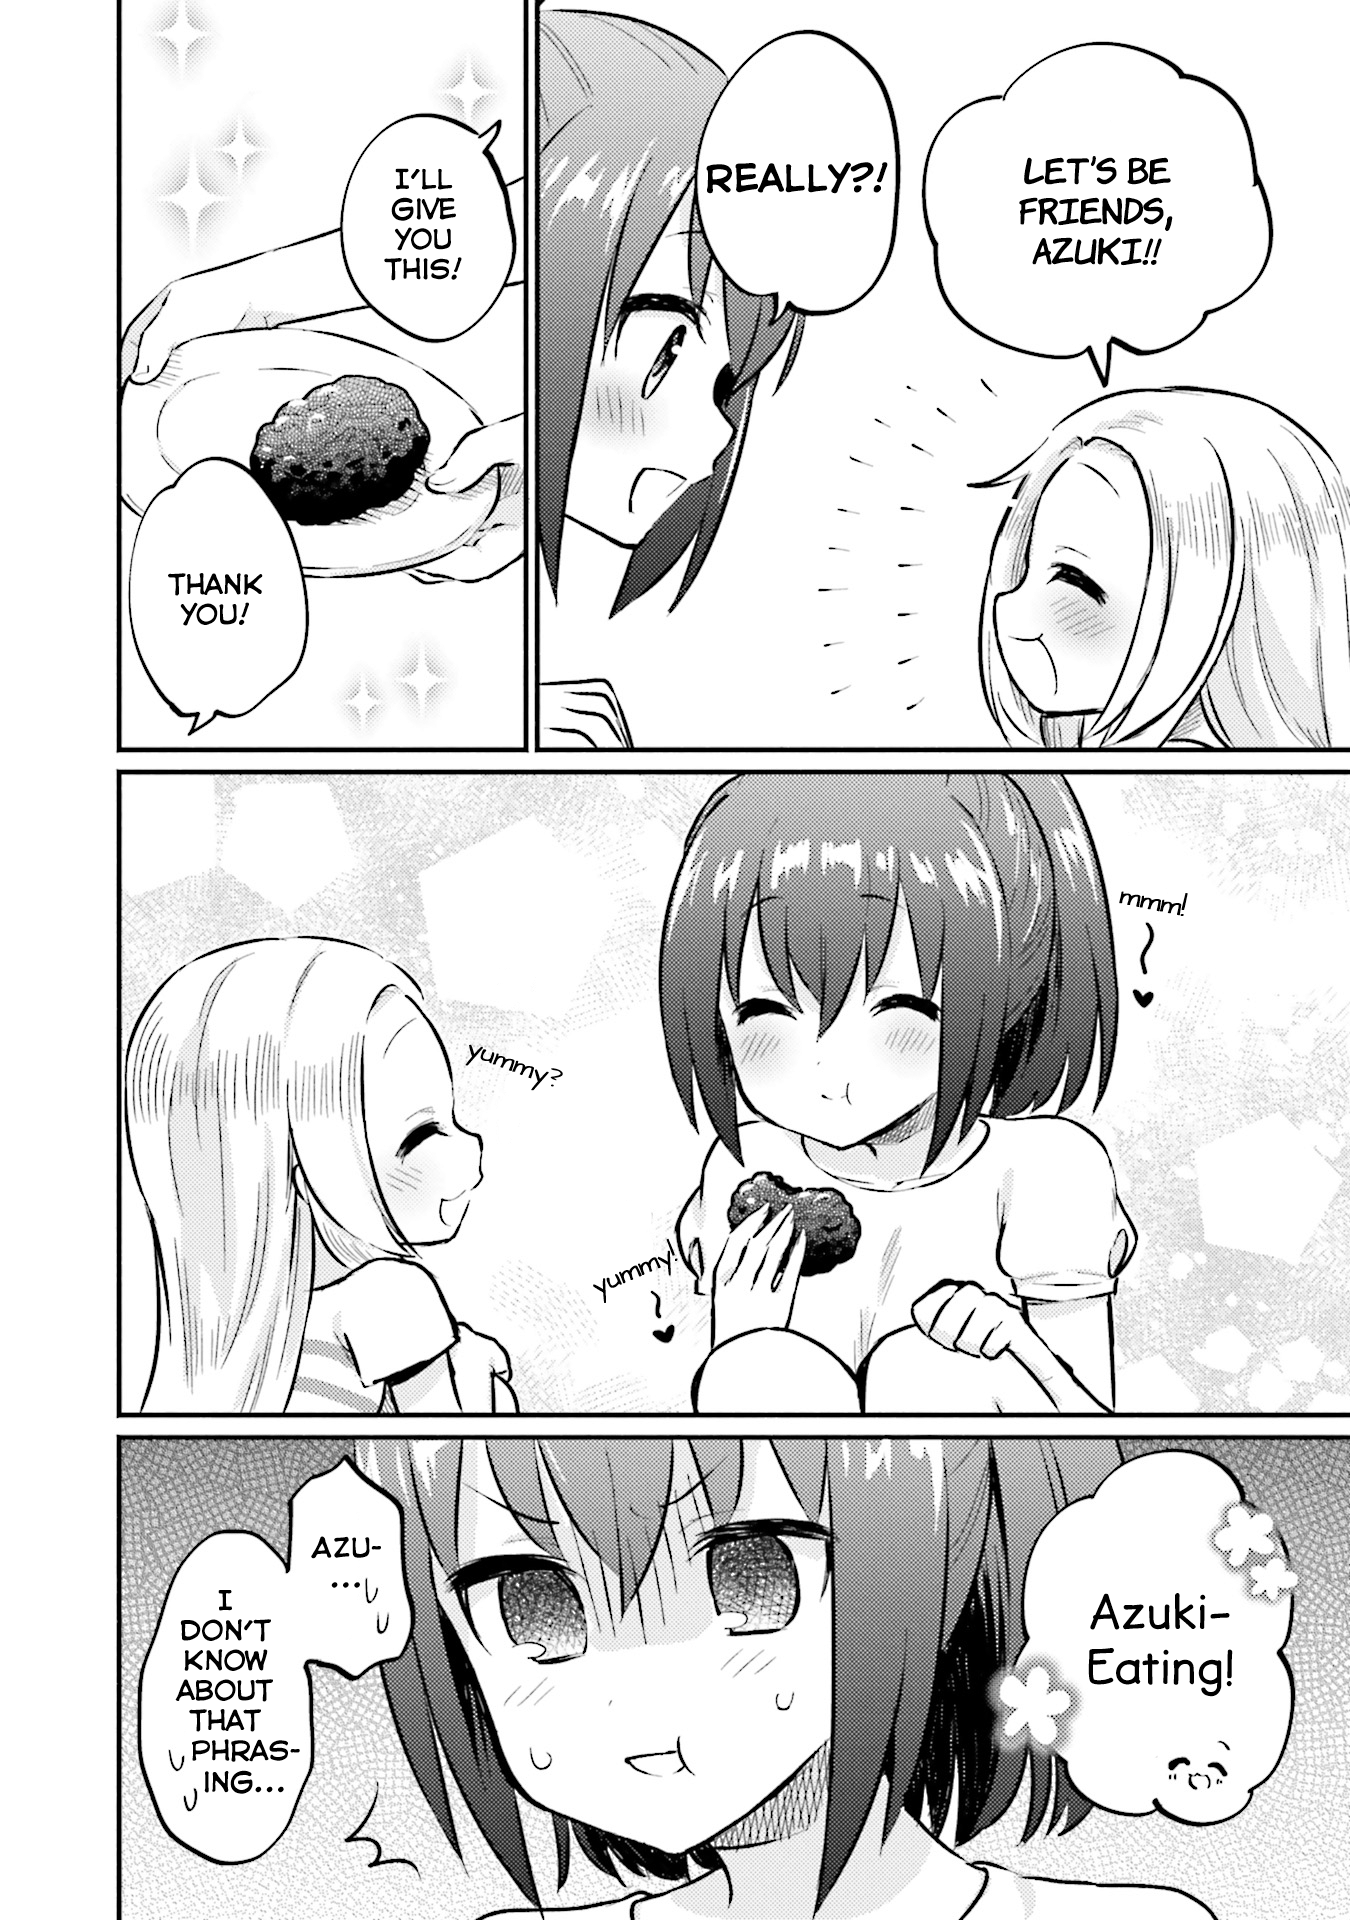 LET'S BE
FRIENDS,
AZUKI!!
REALLY?!
I'LL
GIVE
YOU
THIS!
THANK
YOU!
mmm!
yummy?
yummy!
Azuki-
Eating!
AZU-
...
I
DON'T
KNOW
ABOUT
THAT
PHRAS-
ING...